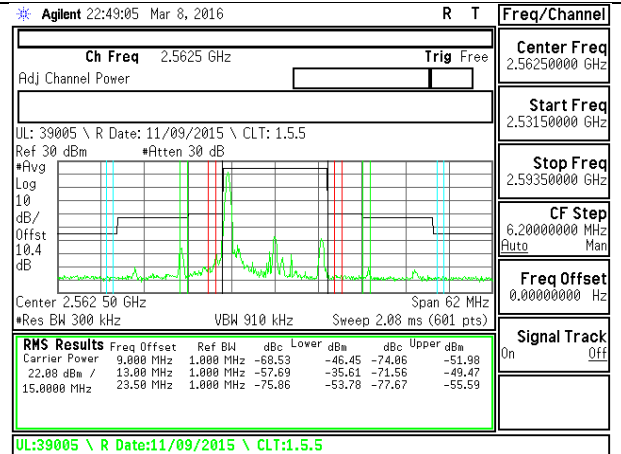 Agilent 22:49:05 Mar 8, 2016 R T
Freq/Channel
Ch Freq 2.5625 GHz Trig Free
Adj Channel Power
Center Freq
2.56250000 GHz
Start Freq
2.53150000 GHz
Stop Freq
2.59350000 GHz
CF Step
6.20000000 MHz
Auto Man
Freq Offset
0.00000000 Hz
Signal Track
On Off
UL: 39005 \ R Date: 11/09/2015 \ CLT: 1.5.5
Ref 30 dBm #Atten 30 dB
#Avg
Log
10
dB/
Offst
10.4
dB
Center 2.562 50 GHz Span 62 MHz
#Res BW 300 kHz VBW 910 kHz Sweep 2.08 ms (601 pts)
RMS Results Freq Offset Ref BW dBc Lower dBm dBc Upper dBm
Carrier Power 9.000 MHz 1.000 MHz -68.53 -46.45 -74.06 -51.98
22.08 dBm / 13.00 MHz 1.000 MHz -57.69 -35.61 -71.56 -49.47
15.0000 MHz 23.50 MHz 1.000 MHz -75.86 -53.78 -77.67 -55.59
UL:39005 \ R Date:11/09/2015 \ CLT:1.5.5